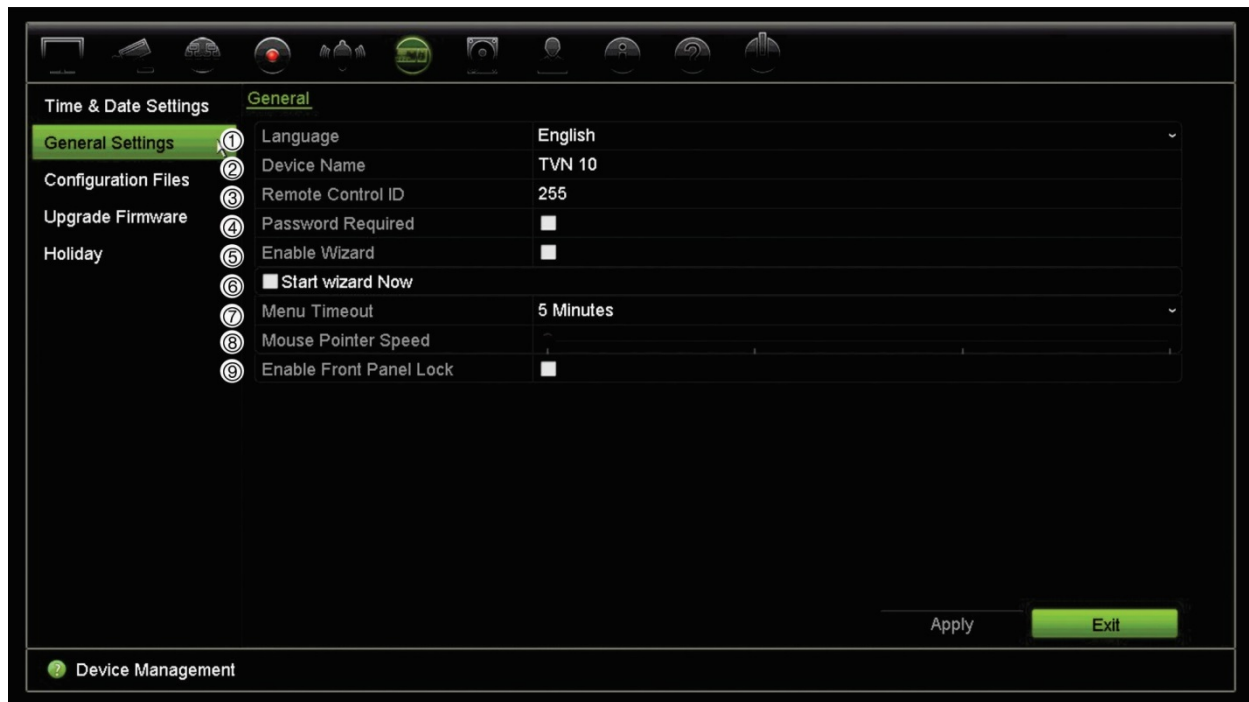 Time & Date Settings
General Settings
Configuration Files
Upgrade Firmware
Holiday
General
① Language English
② Device Name TVN 10
③ Remote Control ID 255
④ Password Required
⑤ Enable Wizard
⑥ Start wizard Now
⑦ Menu Timeout 5 Minutes
⑧ Mouse Pointer Speed
⑨ Enable Front Panel Lock
Apply Exit
? Device Management